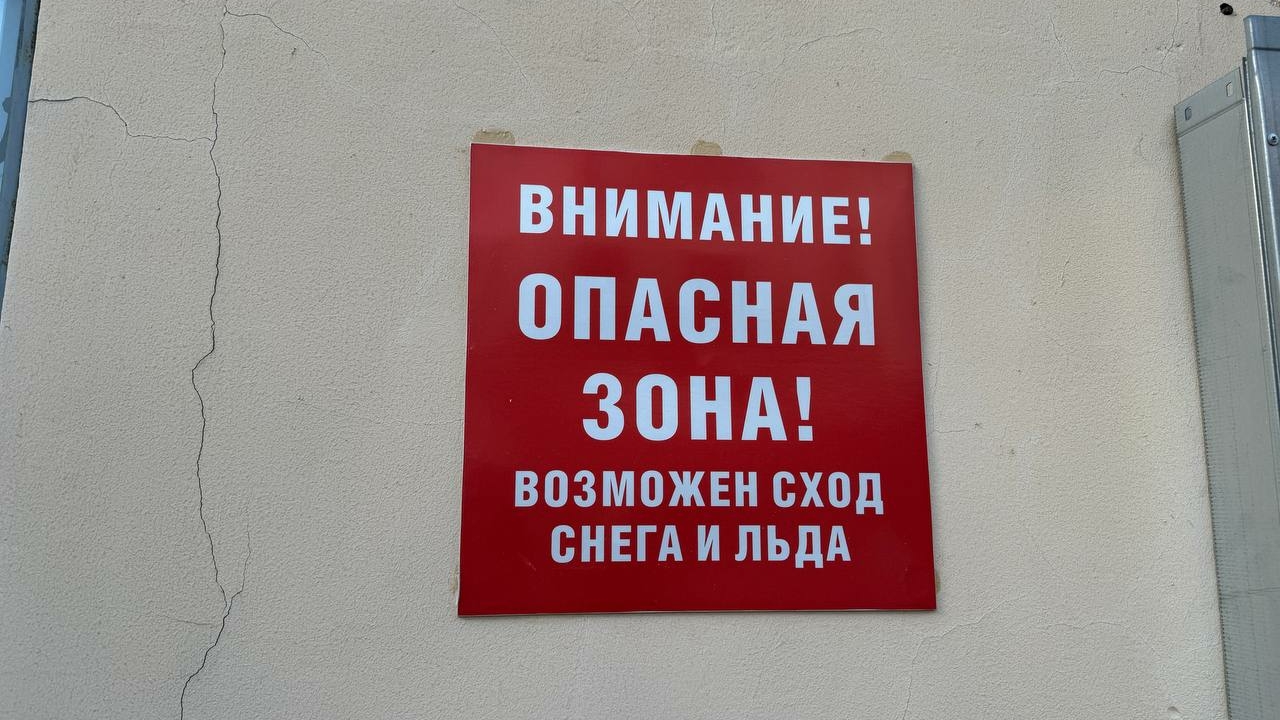 ВНИМАНИЕ!
ОПАСНАЯ
ЗОНА!
ВОЗМОЖЕН СХОД
СНЕГА И ЛЬДА